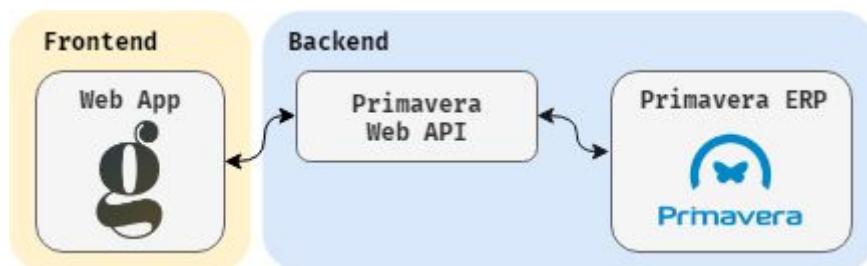 Frontend
Backend
Web App
g
Primavera
Web API
Primavera ERP
Primavera